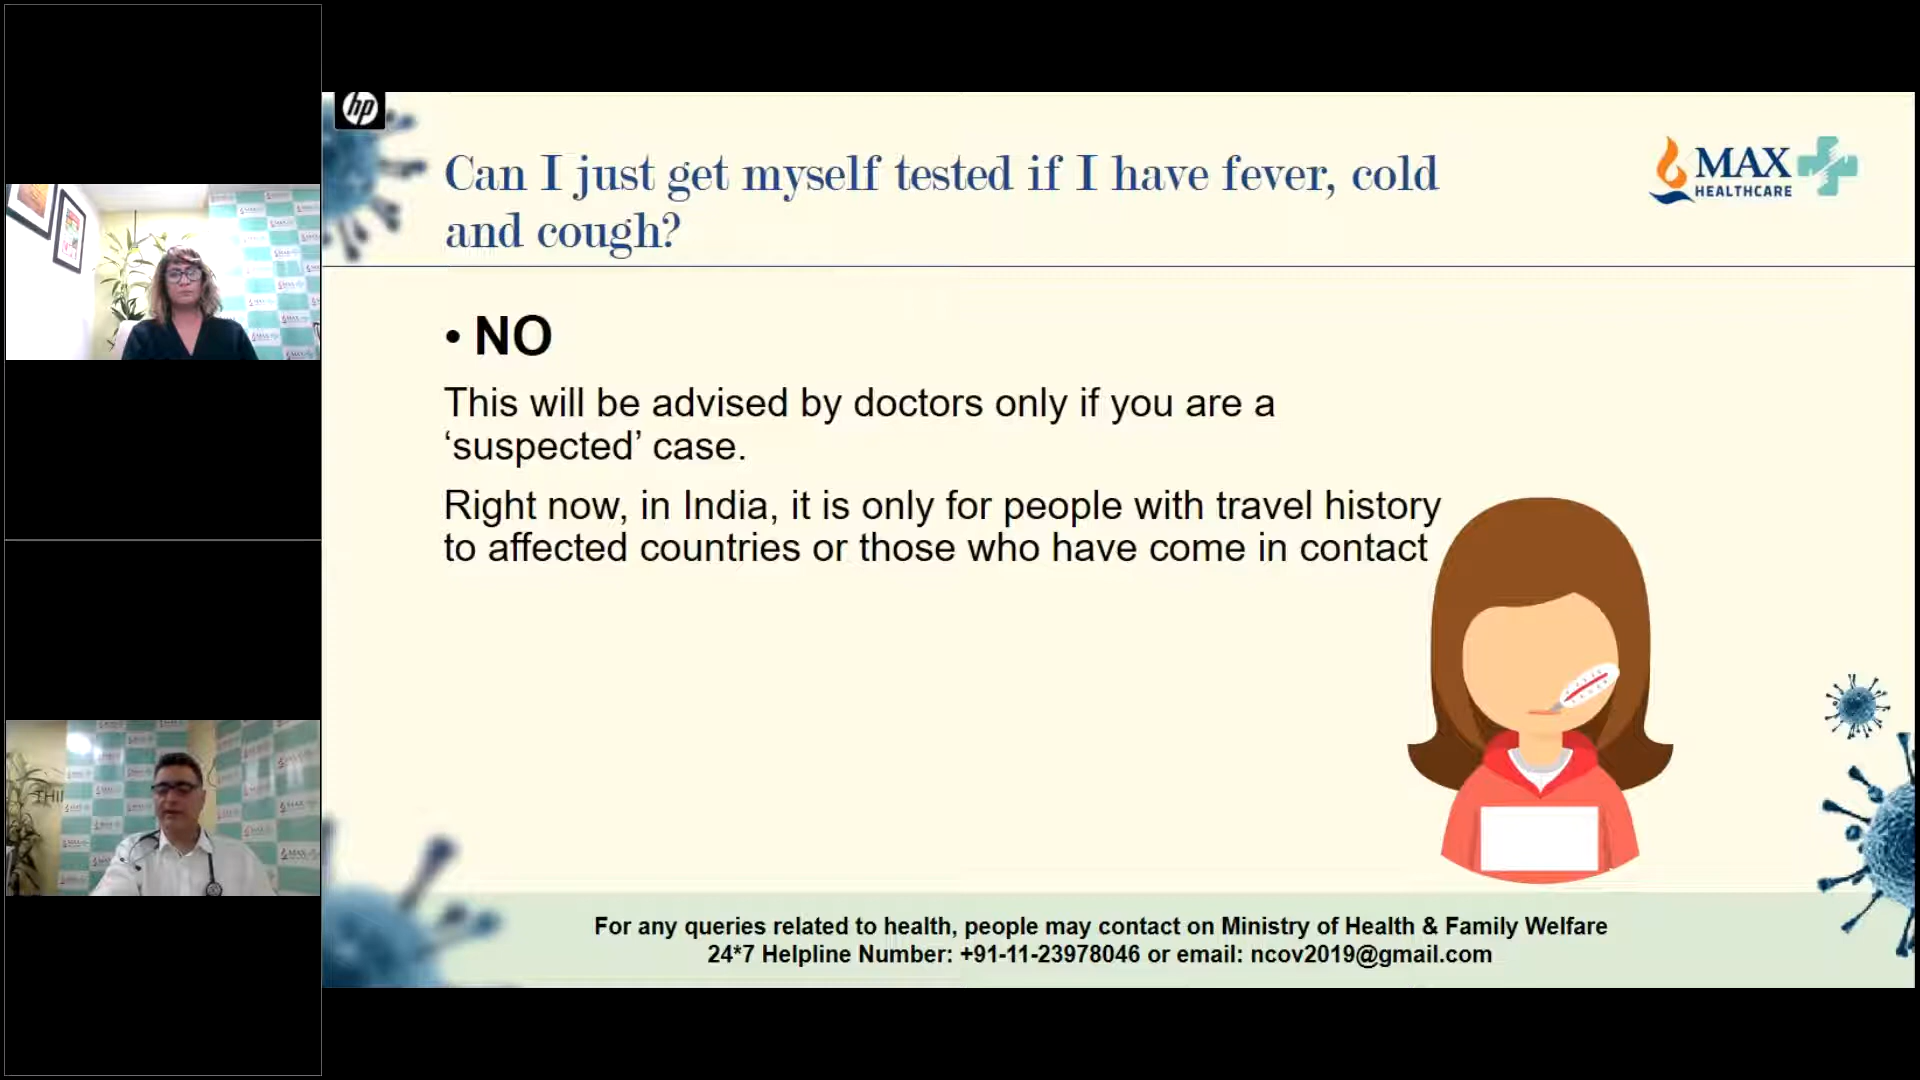 hp
Can I just get myself tested if I have fever, cold
and cough?
MAX
HEALTHCARE
• NO
This will be advised by doctors only if you are a
‘suspected’ case.
Right now, in India, it is only for people with travel history
to affected countries or those who have come in contact
For any queries related to health, people may contact on Ministry of Health & Family Welfare
24*7 Helpline Number: +91-11-23978046 or email: ncov2019@gmail.com